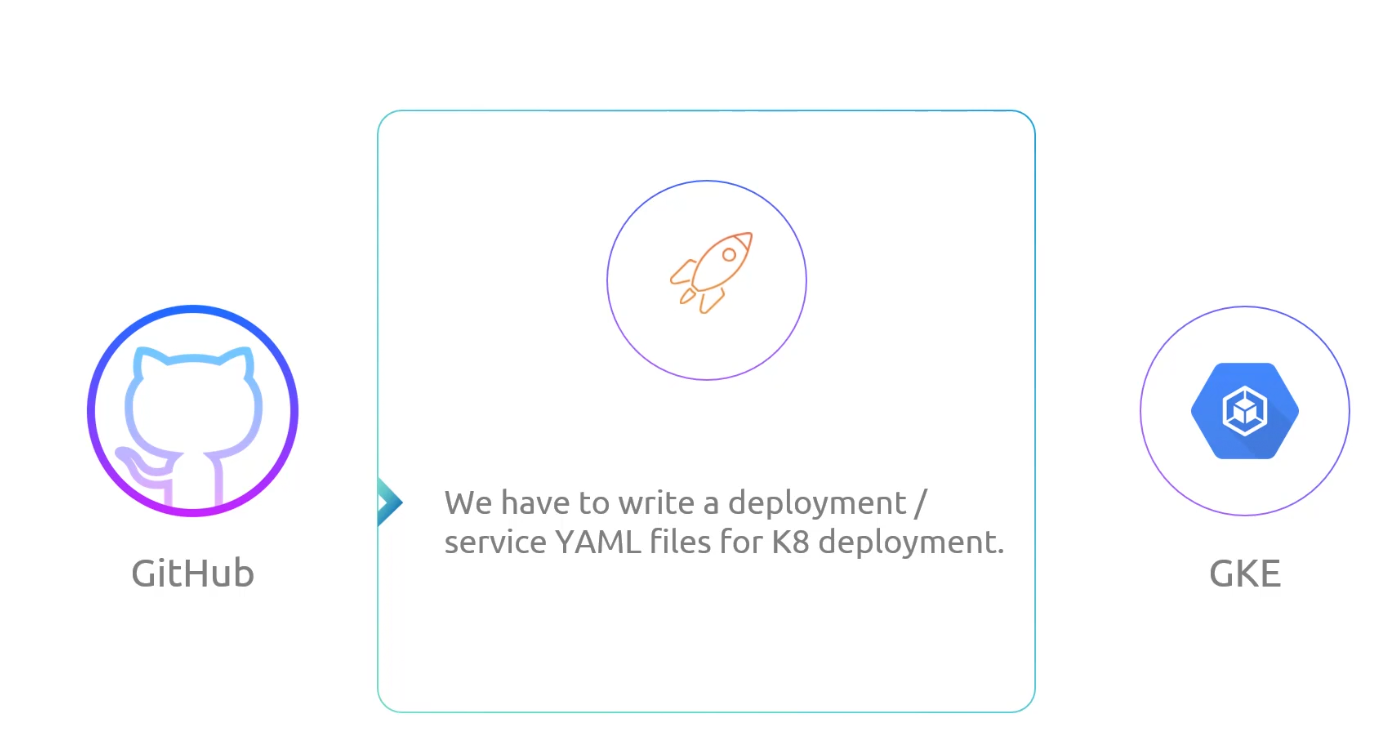 GitHub
We have to write a deployment /
service YAML files for K8 deployment.
GKE